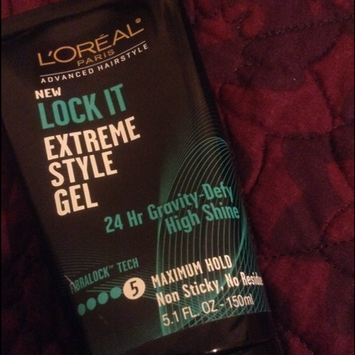 L'ORÉAL
PARIS
ADVANCED HAIRSTYLE
NEW
LOCK IT
EXTREME
STYLE
GEL
24 Hr Gravity-Defy
High Shine
TECH
5
MAXIMUM HOLD
Non Sticky, No
5.1 FL. OZ - 150ml